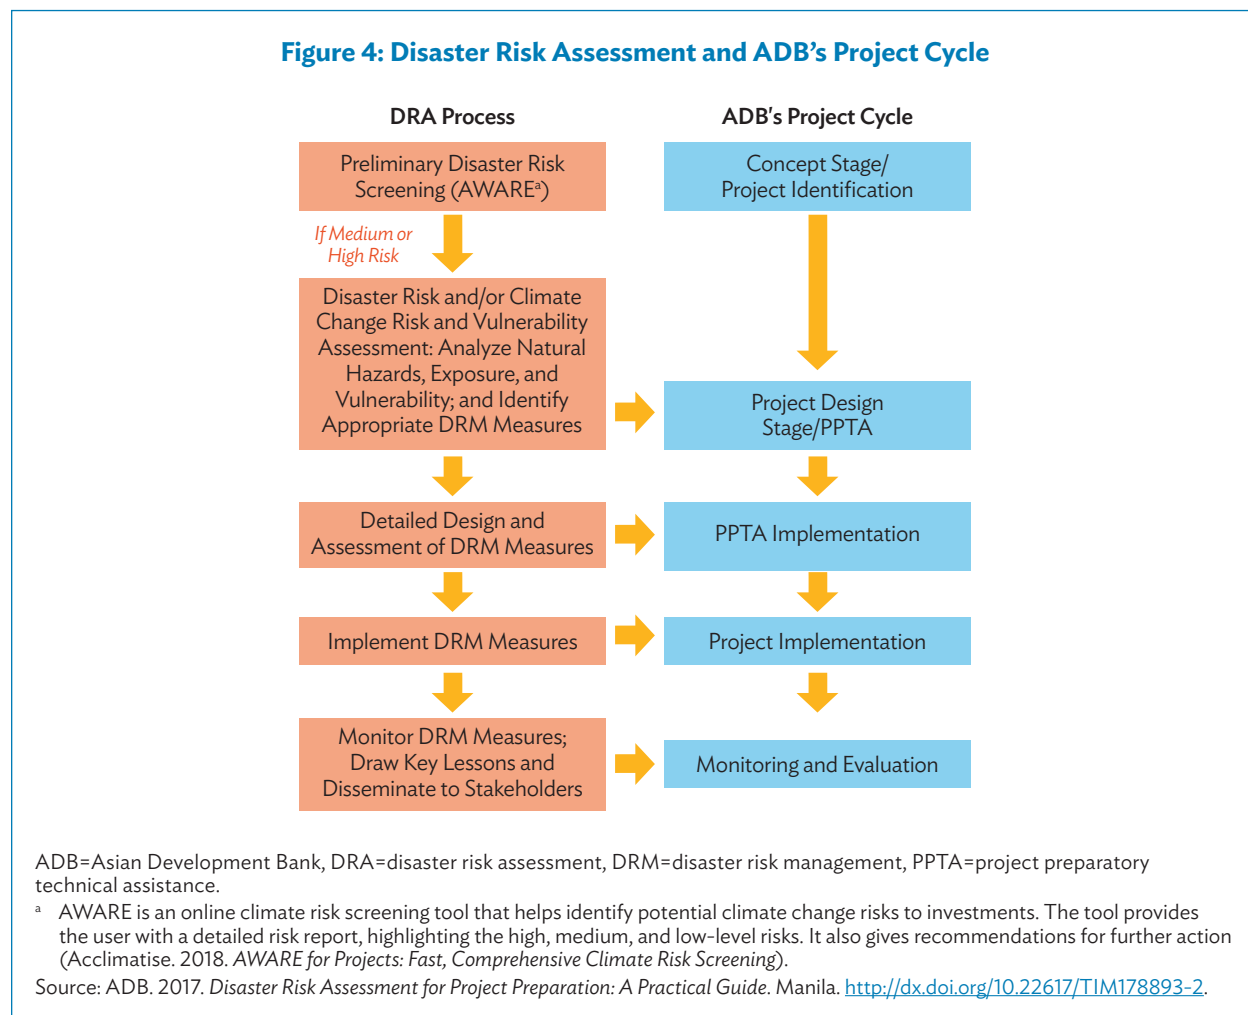 Figure 4: Disaster Risk Assessment and ADB's Project Cycle
DRA Process
ADB's Project Cycle
Preliminary Disaster Risk
Screening (AWAREᵃ)
Concept Stage/
Project Identification
If Medium or
High Risk
Disaster Risk and/or Climate
Change Risk and Vulnerability
Assessment: Analyze Natural
Hazards, Exposure, and
Vulnerability; and Identify
Appropriate DRM Measures
Project Design
Stage/PPTA
Detailed Design and
Assessment of DRM Measures
PPTA Implementation
Implement DRM Measures
Project Implementation
Monitor DRM Measures;
Draw Key Lessons and
Disseminate to Stakeholders
Monitoring and Evaluation
ADB=Asian Development Bank, DRA=disaster risk assessment, DRM=disaster risk management, PPTA=project preparatory
technical assistance.
ᵃ AWARE is an online climate risk screening tool that helps identify potential climate change risks to investments. The tool provides
the user with a detailed risk report, highlighting the high, medium, and low-level risks. It also gives recommendations for further action
(Acclimatise. 2018. AWARE for Projects: Fast, Comprehensive Climate Risk Screening).
Source: ADB. 2017. Disaster Risk Assessment for Project Preparation: A Practical Guide. Manila. http://dx.doi.org/10.22617/TIM178893-2.